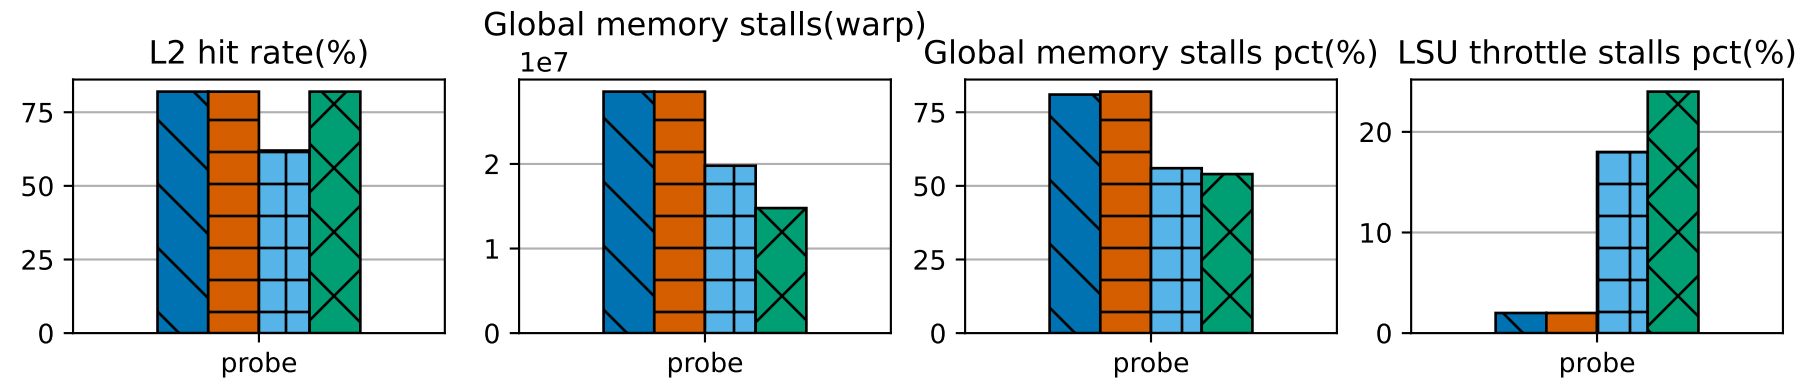 L2 hit rate(%)
75
50
25
0
probe
Global memory stalls(warp)
1e7
2
1
0
probe
Global memory stalls pct(%)
75
50
25
0
probe
LSU throttle stalls pct(%)
20
10
0
probe